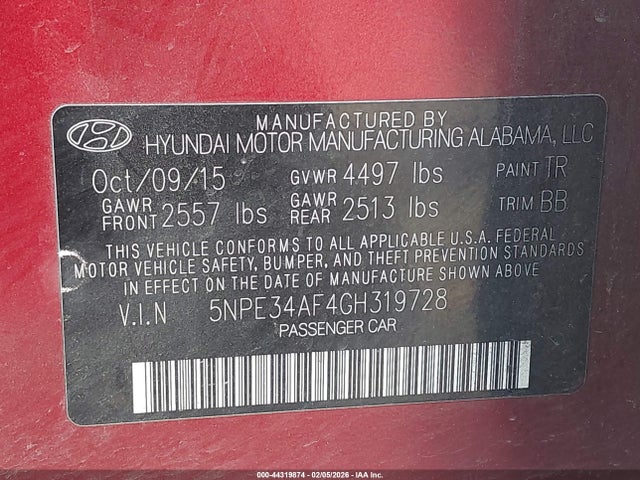 MANUFACTURED BY
HYUNDAI MOTOR MANUFACTURING ALABAMA, LLC
Oct/09/15 GVWR 4497 lbs PAINT TR
GAWR FRONT 2557 lbs GAWR REAR 2513 lbs TRIM BB
THIS VEHICLE CONFORMS TO ALL APPLICABLE U.S.A. FEDERAL
MOTOR VEHICLE SAFETY, BUMPER, AND THEFT PREVENTION STANDARDS
IN EFFECT ON THE DATE OF MANUFACTURE SHOWN ABOVE.
V.I.N 5NPE34AF4GH319728
PASSENGER CAR
000-44319874 - 02/05/2026 - IAA Inc.